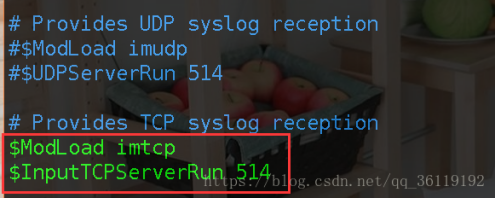 # Provides UDP syslog reception
#$ModLoad imudp
#$UDPServerRun 514
# Provides TCP syslog reception
$ModLoad imtcp
$InputTCPServerRun 514
https://blog.csdn.net/qq_36119192